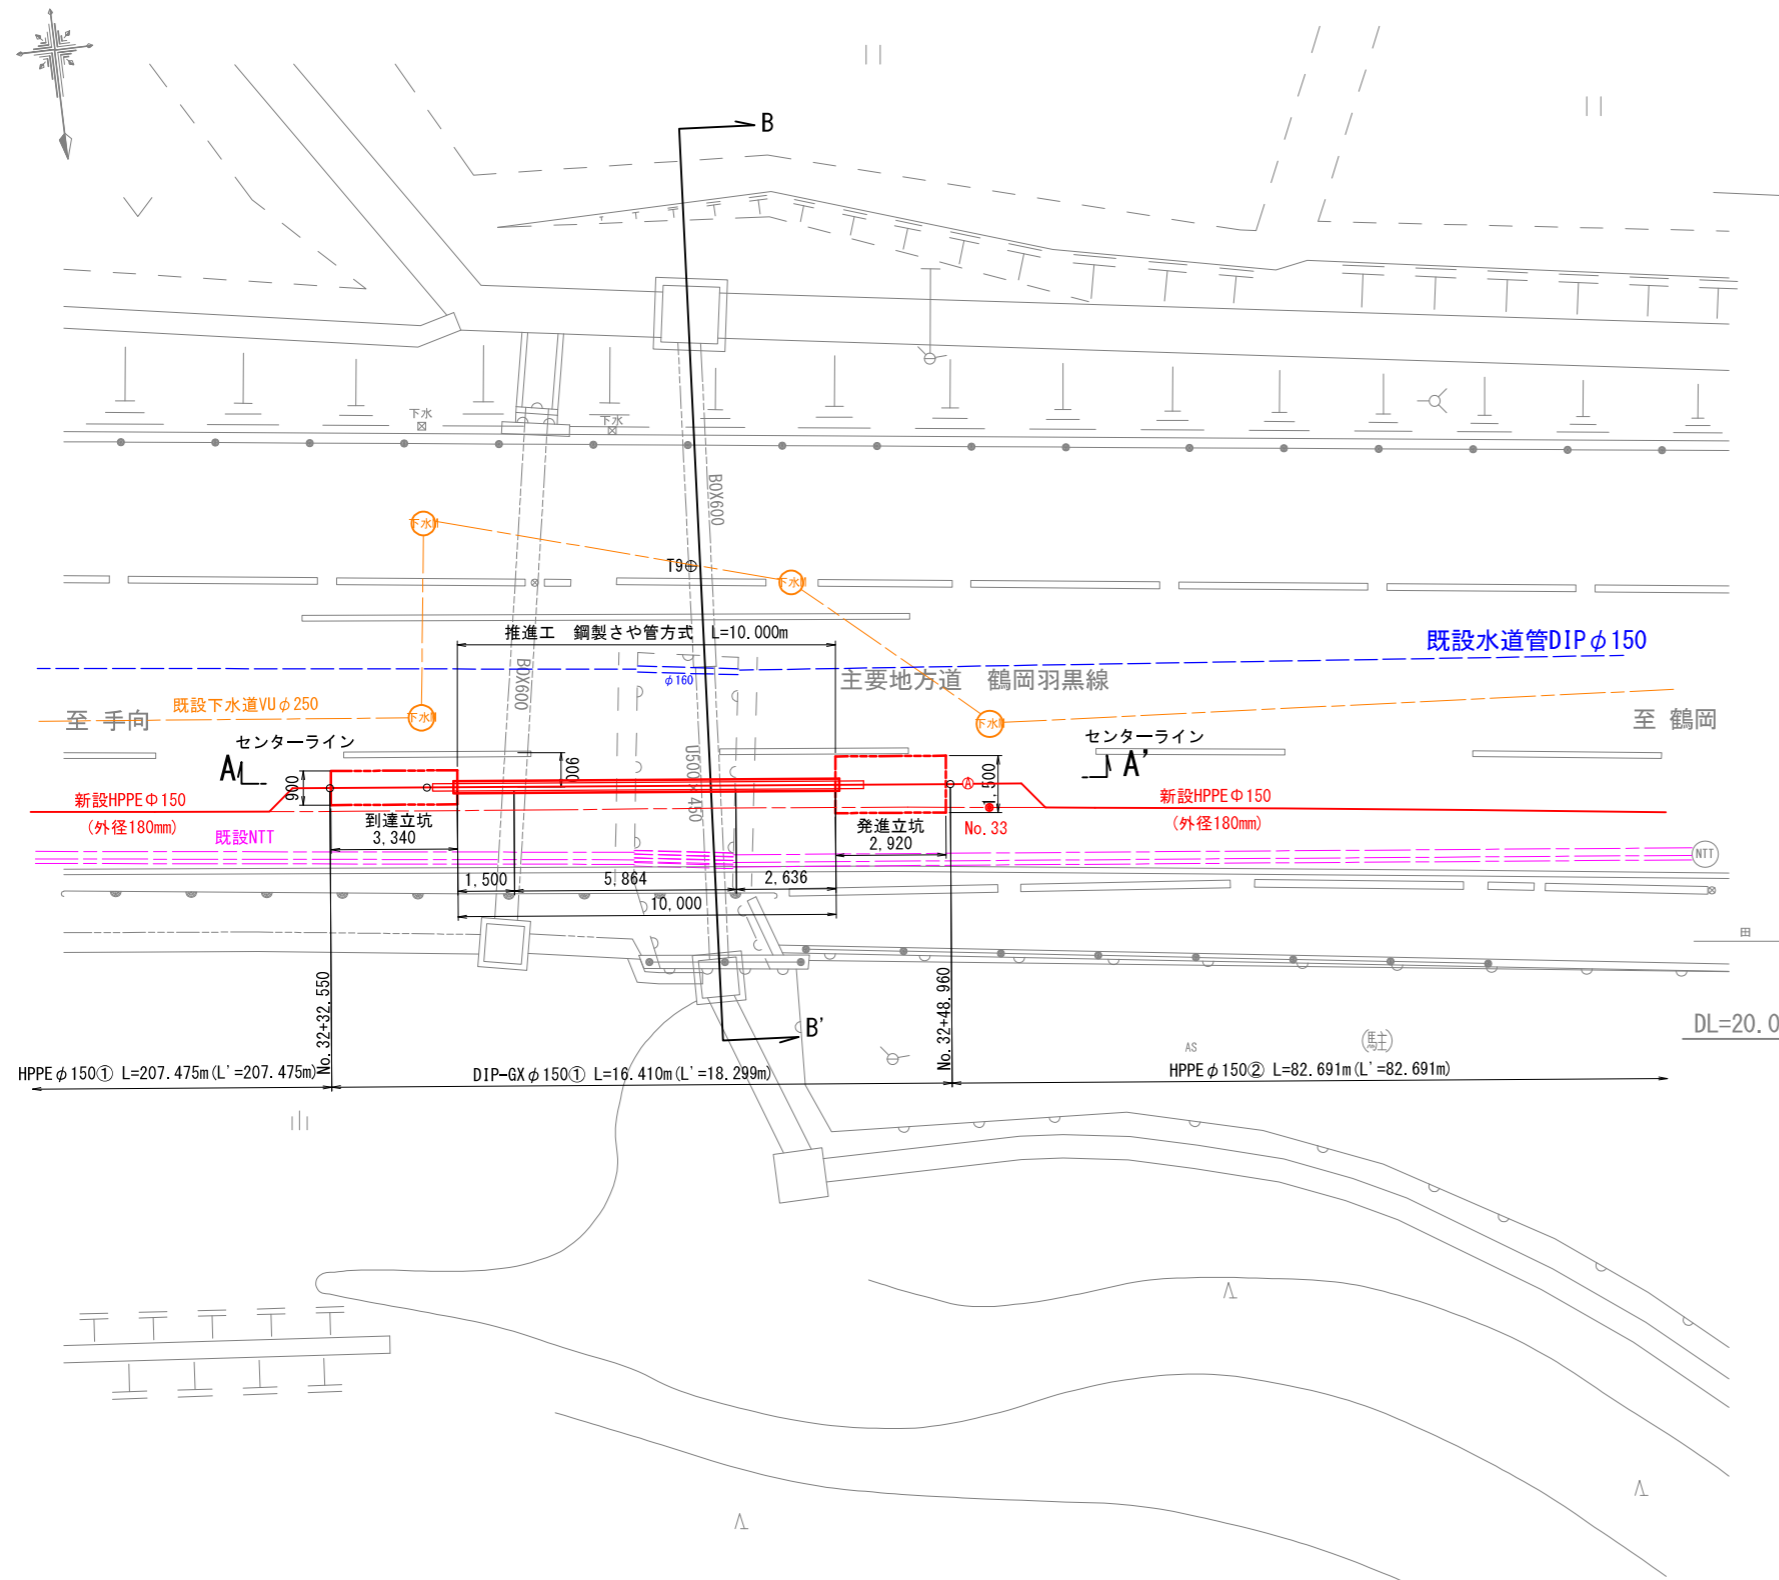 B
下水
下水
BOX600
下水M
T9
下水M
推進工 鋼製さや管方式 L=10.000m
既設水道管DIPφ150
BOX600
φ160
主要地方道 鶴岡羽黒線
既設下水道VUφ250
至 手向
下水M
下水M
至 鶴岡
センターライン
センターライン
A
900
U500×450
A'
900
1,500
A
新設HPPEΦ150
(外径180mm)
新設HPPEΦ150
(外径180mm)
到達立坑
3,340
発進立坑
2,920
No.33
既設NTT
NTT
1,500
5,864
2,636
10,000
田
No.32+32.550
No.32+48.960
B'
DL=20.0
(駐)
AS
HPPEφ150① L=207.475m(L'=207.475m)
DIP-GXφ150① L=16.410m(L'=18.299m)
HPPEφ150② L=82.691m(L'=82.691m)